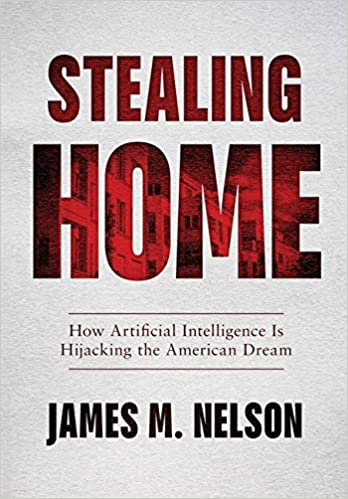 STEALING
HOME
How Artificial Intelligence Is
Hijacking the American Dream
JAMES M. NELSON